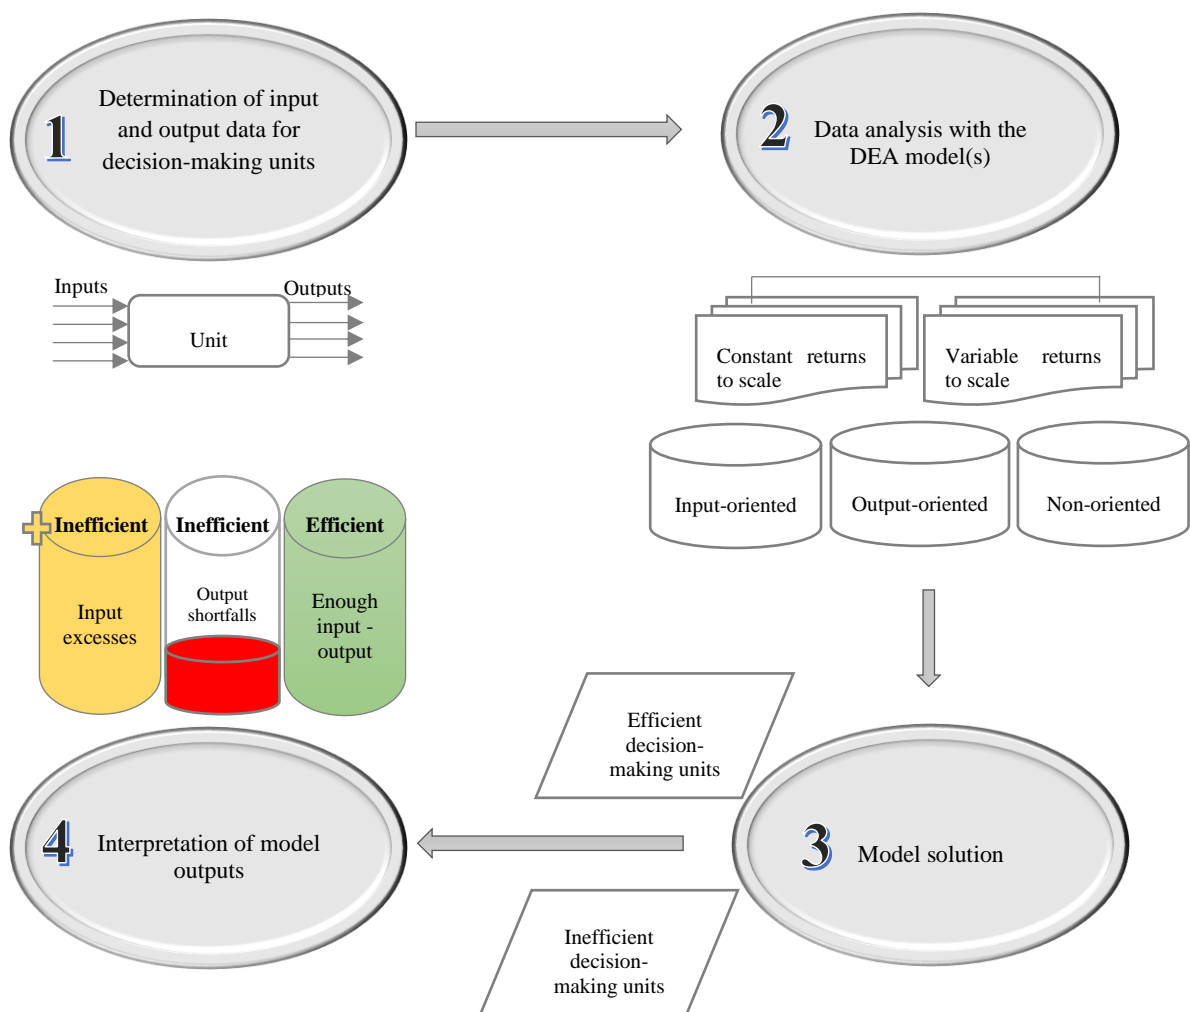 1
Determination of input
and output data for
decision-making units
2
Data analysis with the
DEA model(s)
Inputs
Outputs
Unit
Constant returns
to scale
Variable returns
to scale
Input-oriented
Output-oriented
Non-oriented
Inefficient
Input
excesses
Inefficient
Output
shortfalls
Efficient
Enough
input -
output
Efficient
decision-
making units
3
Model solution
Inefficient
decision-
making units
4
Interpretation of model
outputs